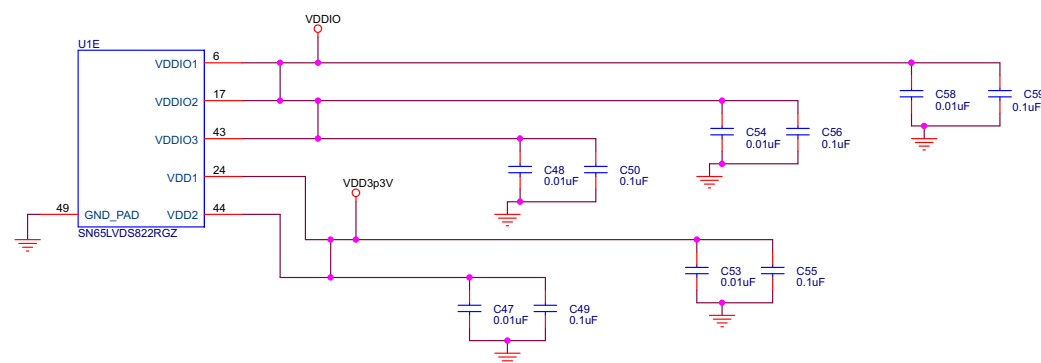 VDDIO
U1E
VDDIO1 6
VDDIO2 17
VDDIO3 43
VDD1 24
49 GND_PAD VDD2 44
SN65LVDS822RGZ
C58
0.01uF
C59
0.1uF
C54
0.01uF
C56
0.1uF
C48
0.01uF
C50
0.1uF
VDD3p3V
C53
0.01uF
C55
0.1uF
C47
0.01uF
C49
0.1uF